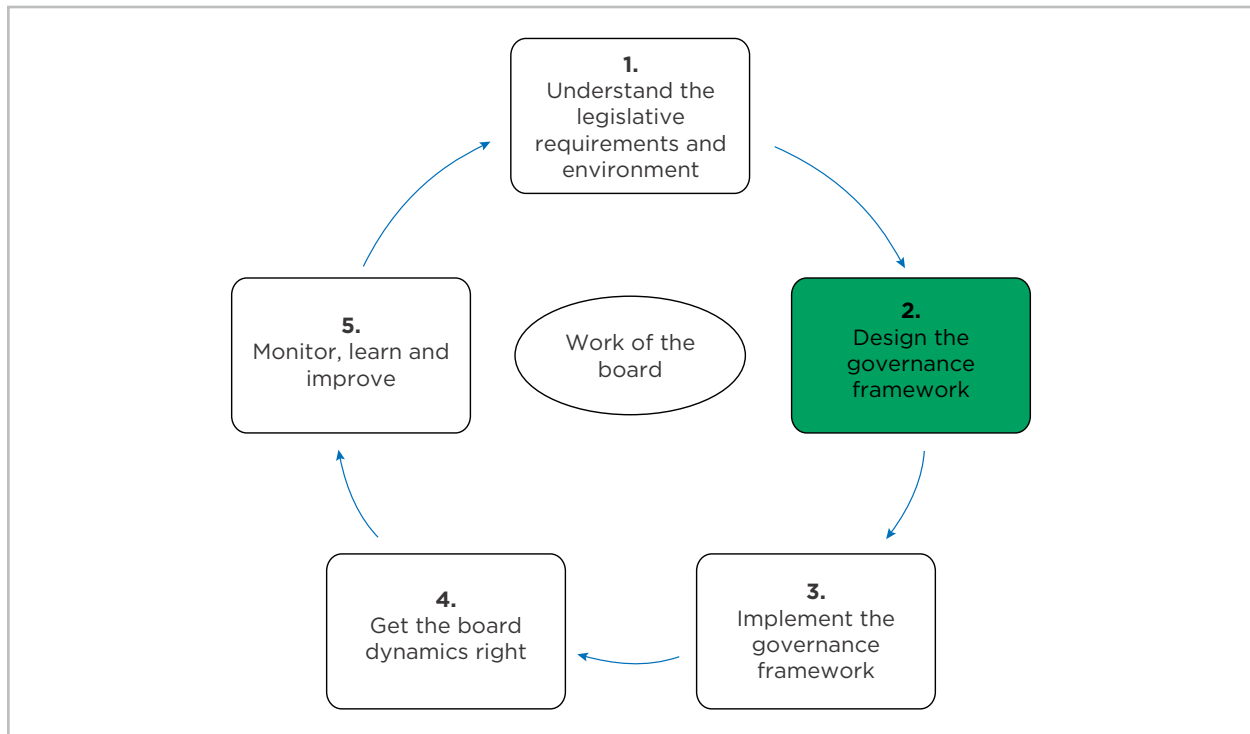 1.
Understand the
legislative
requirements and
environment
2.
Design the
governance
framework
3.
Implement the
governance
framework
4.
Get the board
dynamics right
5.
Monitor, learn and
improve
Work of the
board